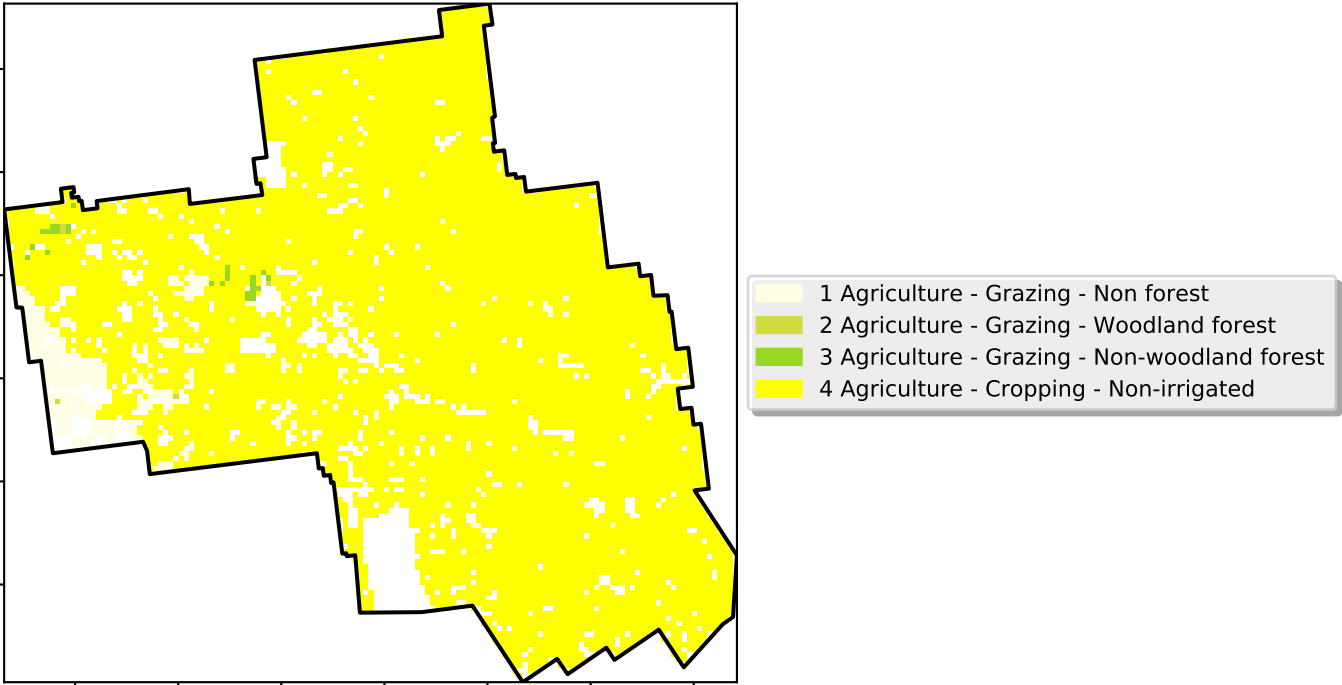 1 Agriculture - Grazing - Non forest
2 Agriculture - Grazing - Woodland forest
3 Agriculture - Grazing - Non-woodland forest
4 Agriculture - Cropping - Non-irrigated